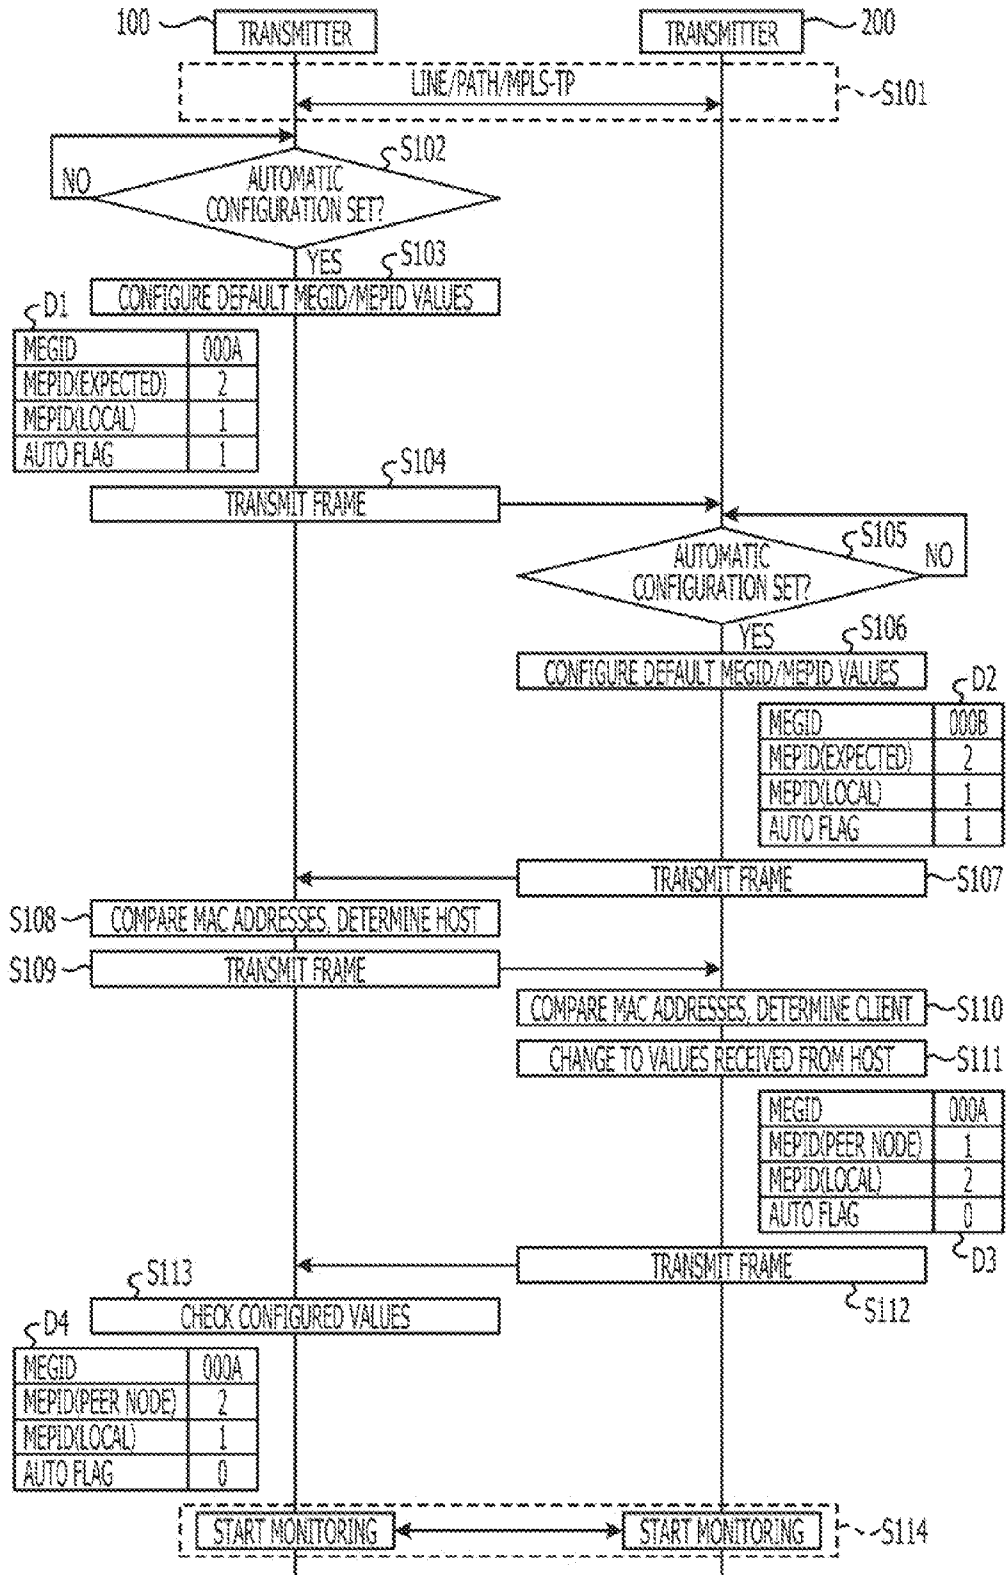 100
TRANSMITTER
TRANSMITTER
200
LINE/PATH/MPLS-TP
S101
S102
NO
AUTOMATIC
CONFIGURATION SET?
YES
S103
CONFIGURE DEFAULT MEGID/MEPID VALUES
D1
MEGID 000A
MEPID(EXPECTED) 2
MEPID(LOCAL) 1
AUTO FLAG 1
S104
TRANSMIT FRAME
S105
AUTOMATIC
CONFIGURATION SET?
NO
YES
S106
CONFIGURE DEFAULT MEGID/MEPID VALUES
D2
MEGID 000B
MEPID(EXPECTED) 2
MEPID(LOCAL) 1
AUTO FLAG 1
TRANSMIT FRAME
S107
S108
COMPARE MAC ADDRESSES, DETERMINE HOST
S109
TRANSMIT FRAME
COMPARE MAC ADDRESSES, DETERMINE CLIENT
S110
CHANGE TO VALUES RECEIVED FROM HOST
S111
MEGID 000A
MEPID(PEER NODE) 1
MEPID(LOCAL) 2
AUTO FLAG 0
D3
TRANSMIT FRAME
S112
S113
CHECK CONFIGURED VALUES
D4
MEGID 000A
MEPID(PEER NODE) 2
MEPID(LOCAL) 1
AUTO FLAG 0
START MONITORING
START MONITORING
S114